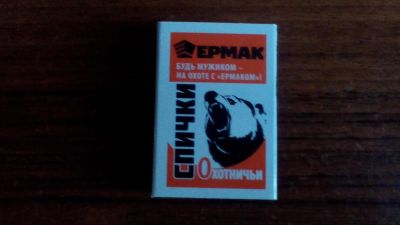 ЕРМАК
БУДЬ МУЖИКОМ –
НА ОХОТЕ С «ЕРМАКОМ»!
СПИЧКИ
Охотничьи